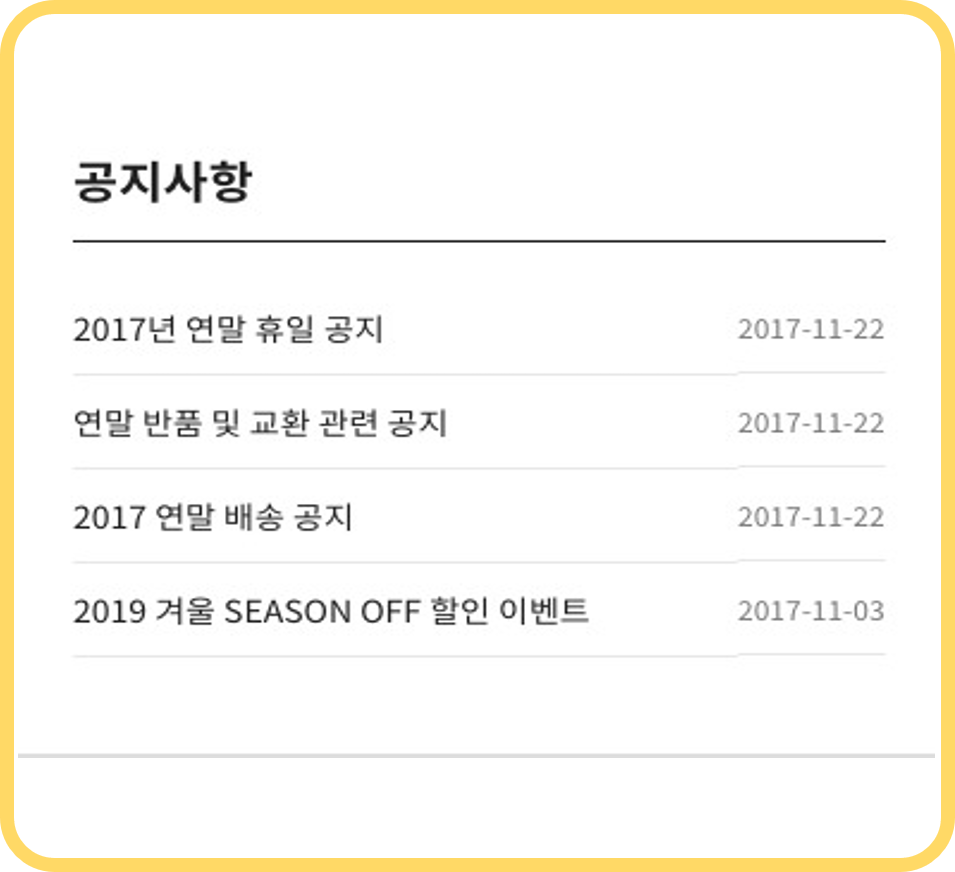 공지사항
2017년 연말 휴일 공지 2017-11-22
연말 반품 및 교환 관련 공지 2017-11-22
2017 연말 배송 공지 2017-11-22
2019 겨울 SEASON OFF 할인 이벤트 2017-11-03